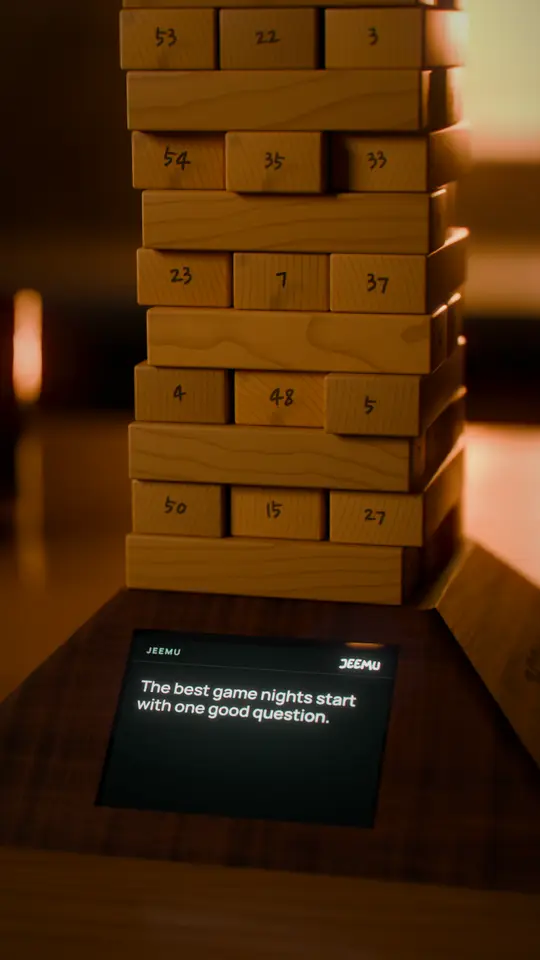 53 22 3
54 35 33
23 7 37
4 48 5
50 15 27
JEEMU JEEMU
The best game nights start
with one good question.